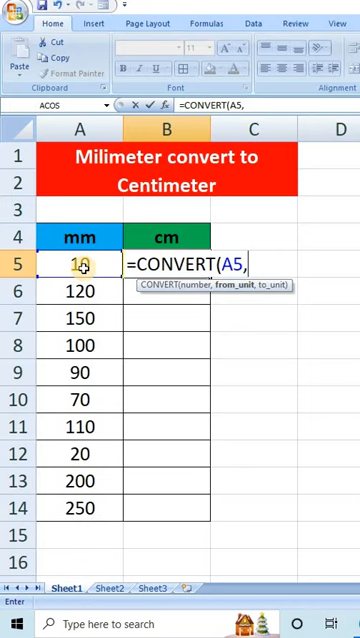 Home Insert Page Layout Formulas Data Review
Cut
Copy
Format Painter
Paste
Clipboard
Font
Alignment
11
A A
B I U
ACOS fx =CONVERT(A5,
A B C D
1 Milimeter convert to
2 Centimeter
3
4 mm cm
5 10 =CONVERT(A5,
CONVERT(number, from_unit, to_unit)
6 120
7 150
8 100
9 90
10 70
11 110
12 20
13 200
14 250
15
16
Sheet1 Sheet2 Sheet3
Enter
Type here to search